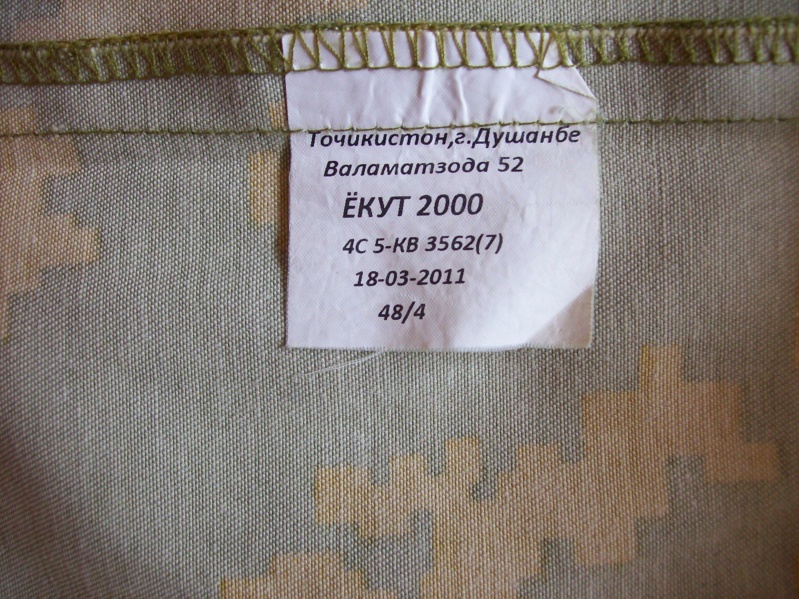 Точикистон,г.Душанбе
Валаматзода 52
ЁКУТ 2000
4С 5-КВ 3562(7)
18-03-2011
48/4